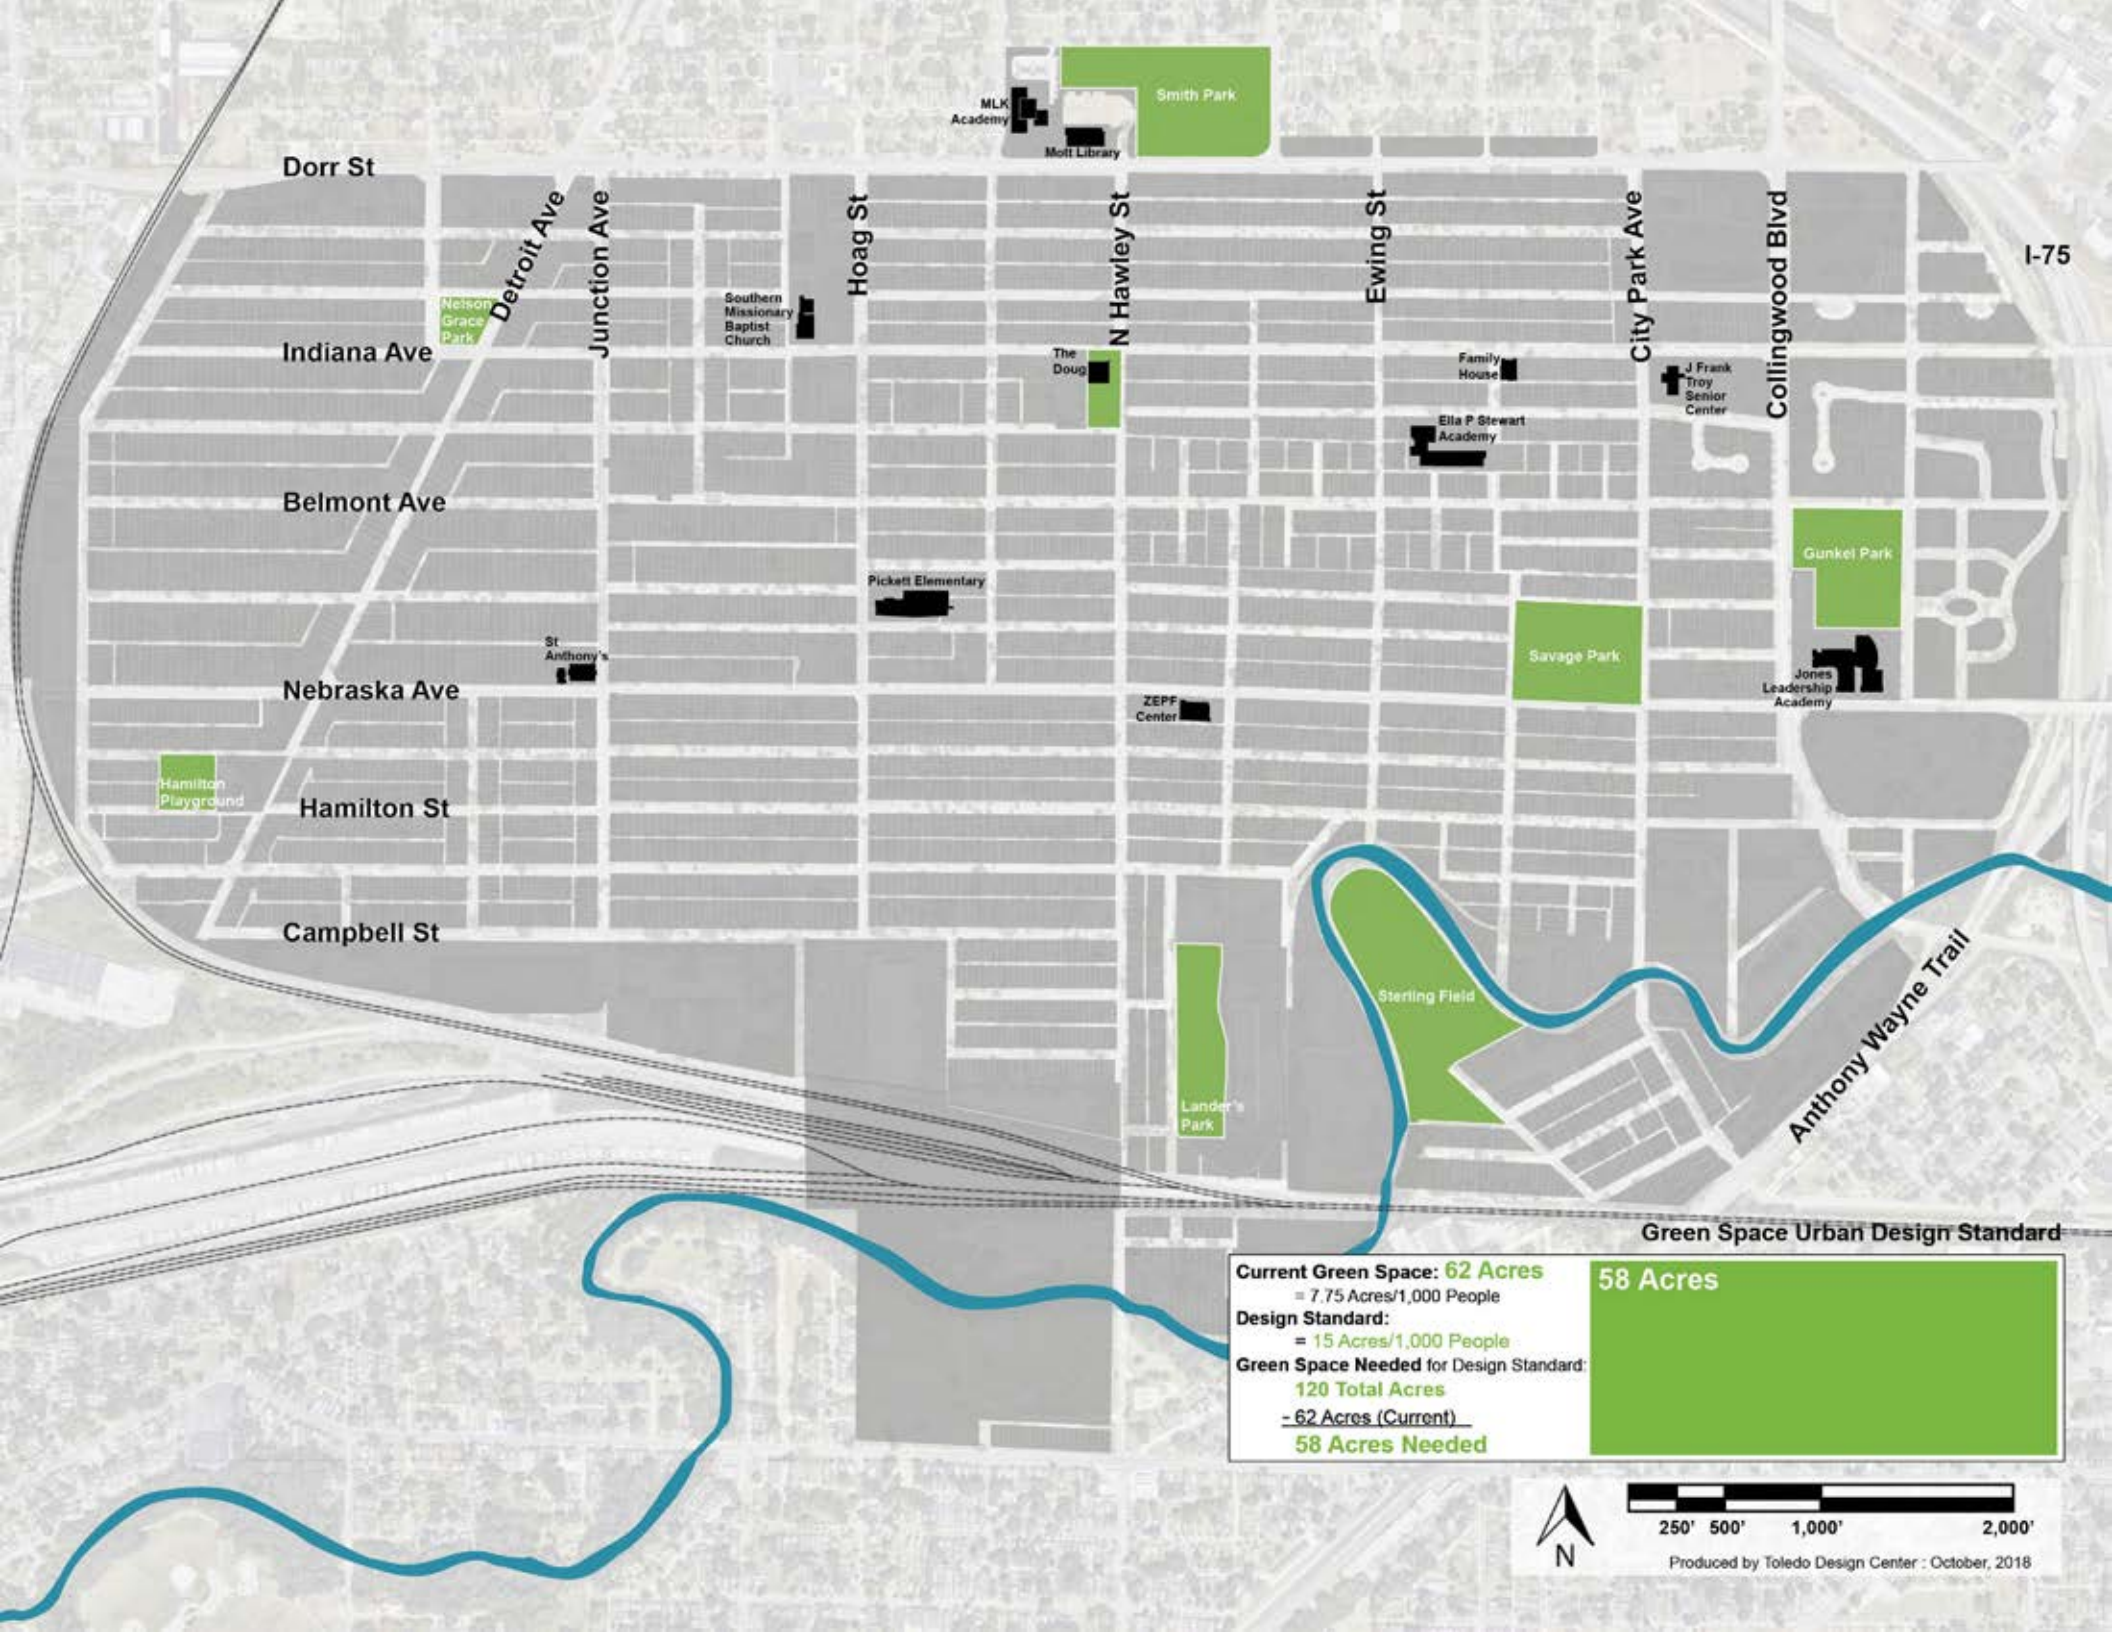 Smith Park
MLK
Academy
Mott Library
Dorr St
Detroit Ave
Junction Ave
Hoag St
N Hawley St
Ewing St
City Park Ave
Collingwood Blvd
I-75
Nelson
Grace
Park
Southern
Missionary
Baptist
Church
Indiana Ave
The
Doug
Family
House
J Frank
Troy
Senior
Center
Ella P Stewart
Academy
Belmont Ave
Gunkel Park
Pickett Elementary
St
Anthony's
Savage Park
Jones
Leadership
Academy
Nebraska Ave
ZEPF
Center
Hamilton
Playground
Hamilton St
Campbell St
Sterling Field
Anthony Wayne Trail
Lander's
Park
Green Space Urban Design Standard
Current Green Space: 62 Acres
= 7.75 Acres/1,000 People
Design Standard:
= 15 Acres/1,000 People
Green Space Needed for Design Standard:
120 Total Acres
- 62 Acres (Current)
58 Acres Needed
58 Acres
250' 500' 1,000' 2,000'
N
Produced by Toledo Design Center : October, 2018